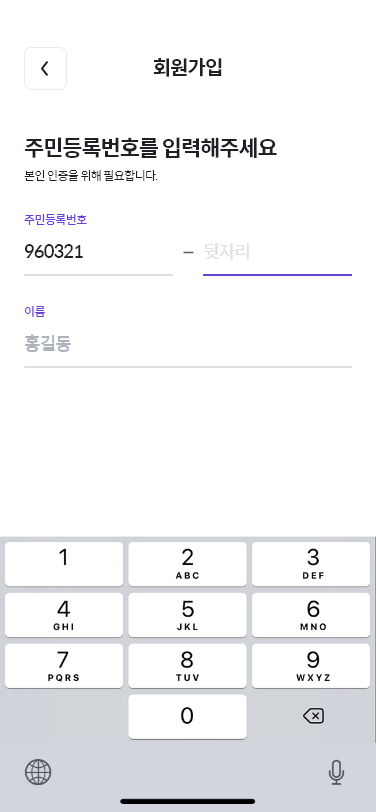 회원가입
주민등록번호를 입력해주세요
본인 인증을 위해 필요합니다.
주민등록번호
960321 – 뒷자리
이름
홍길동
1 2 3
ABC DEF
4 5 6
GHI JKL MNO
7 8 9
PQRS TUV WXYZ
0